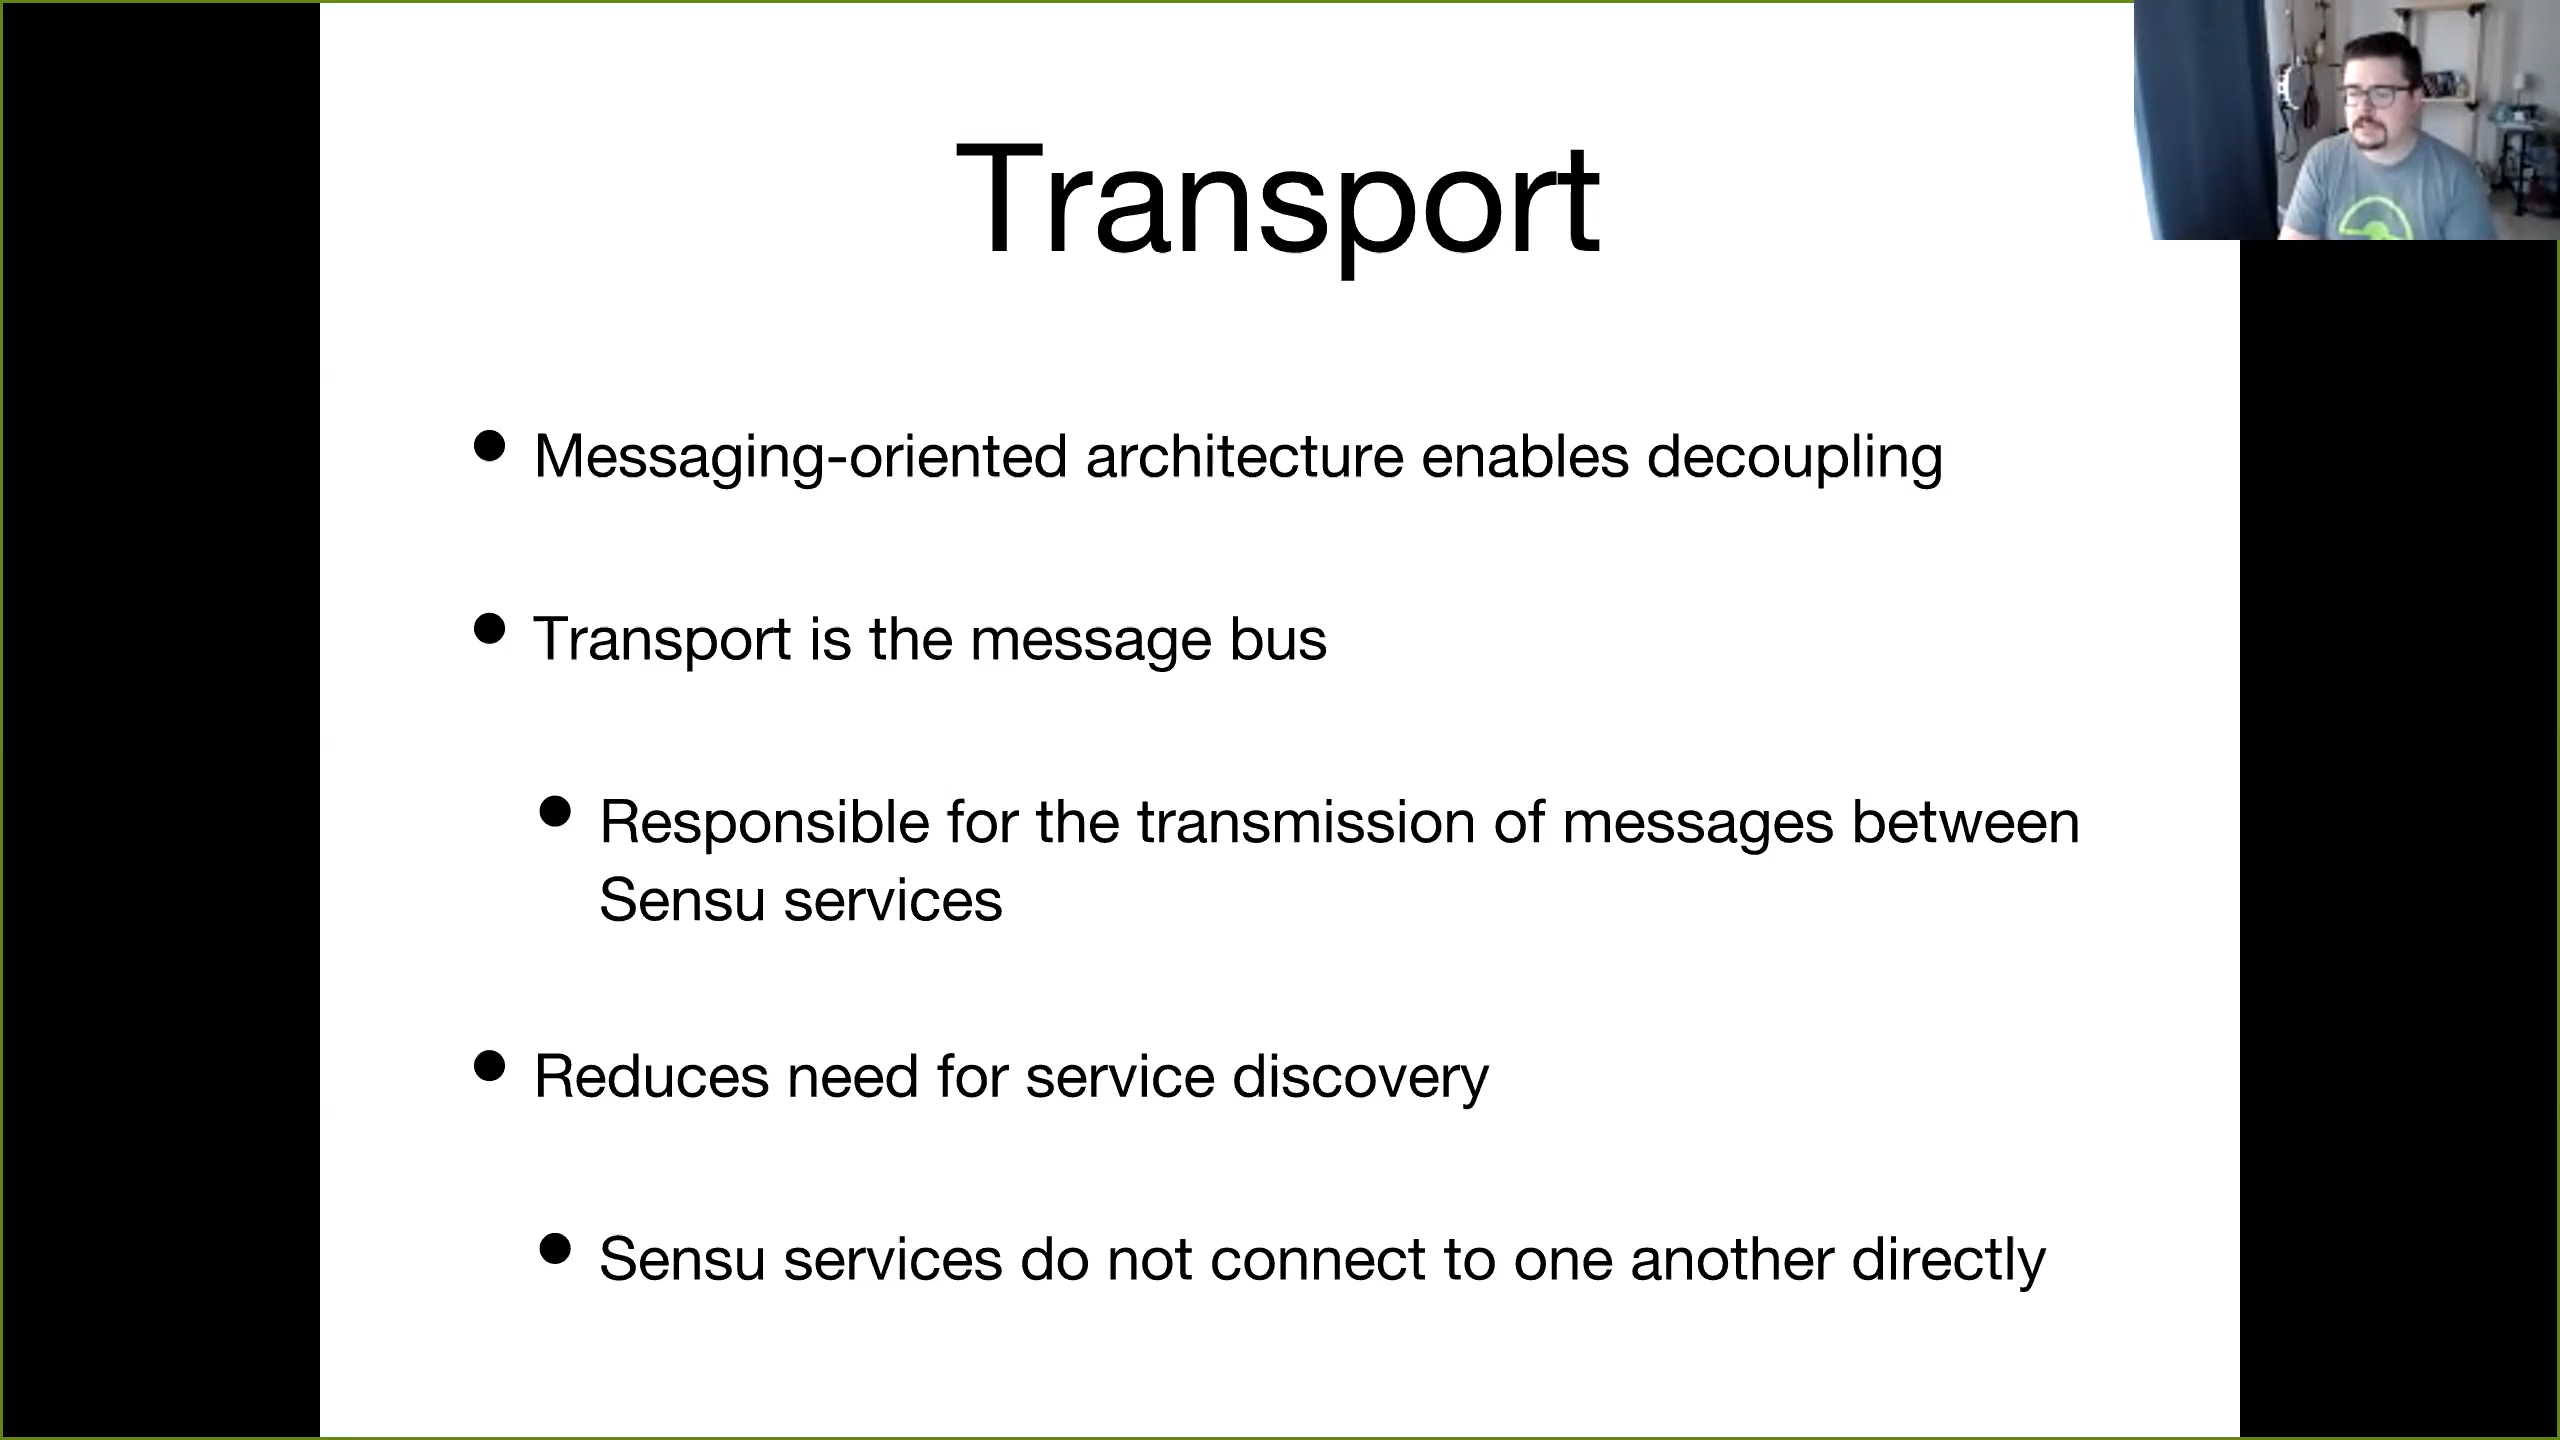 Transport
• Messaging-oriented architecture enables decoupling
• Transport is the message bus
• Responsible for the transmission of messages between
Sensu services
• Reduces need for service discovery
• Sensu services do not connect to one another directly